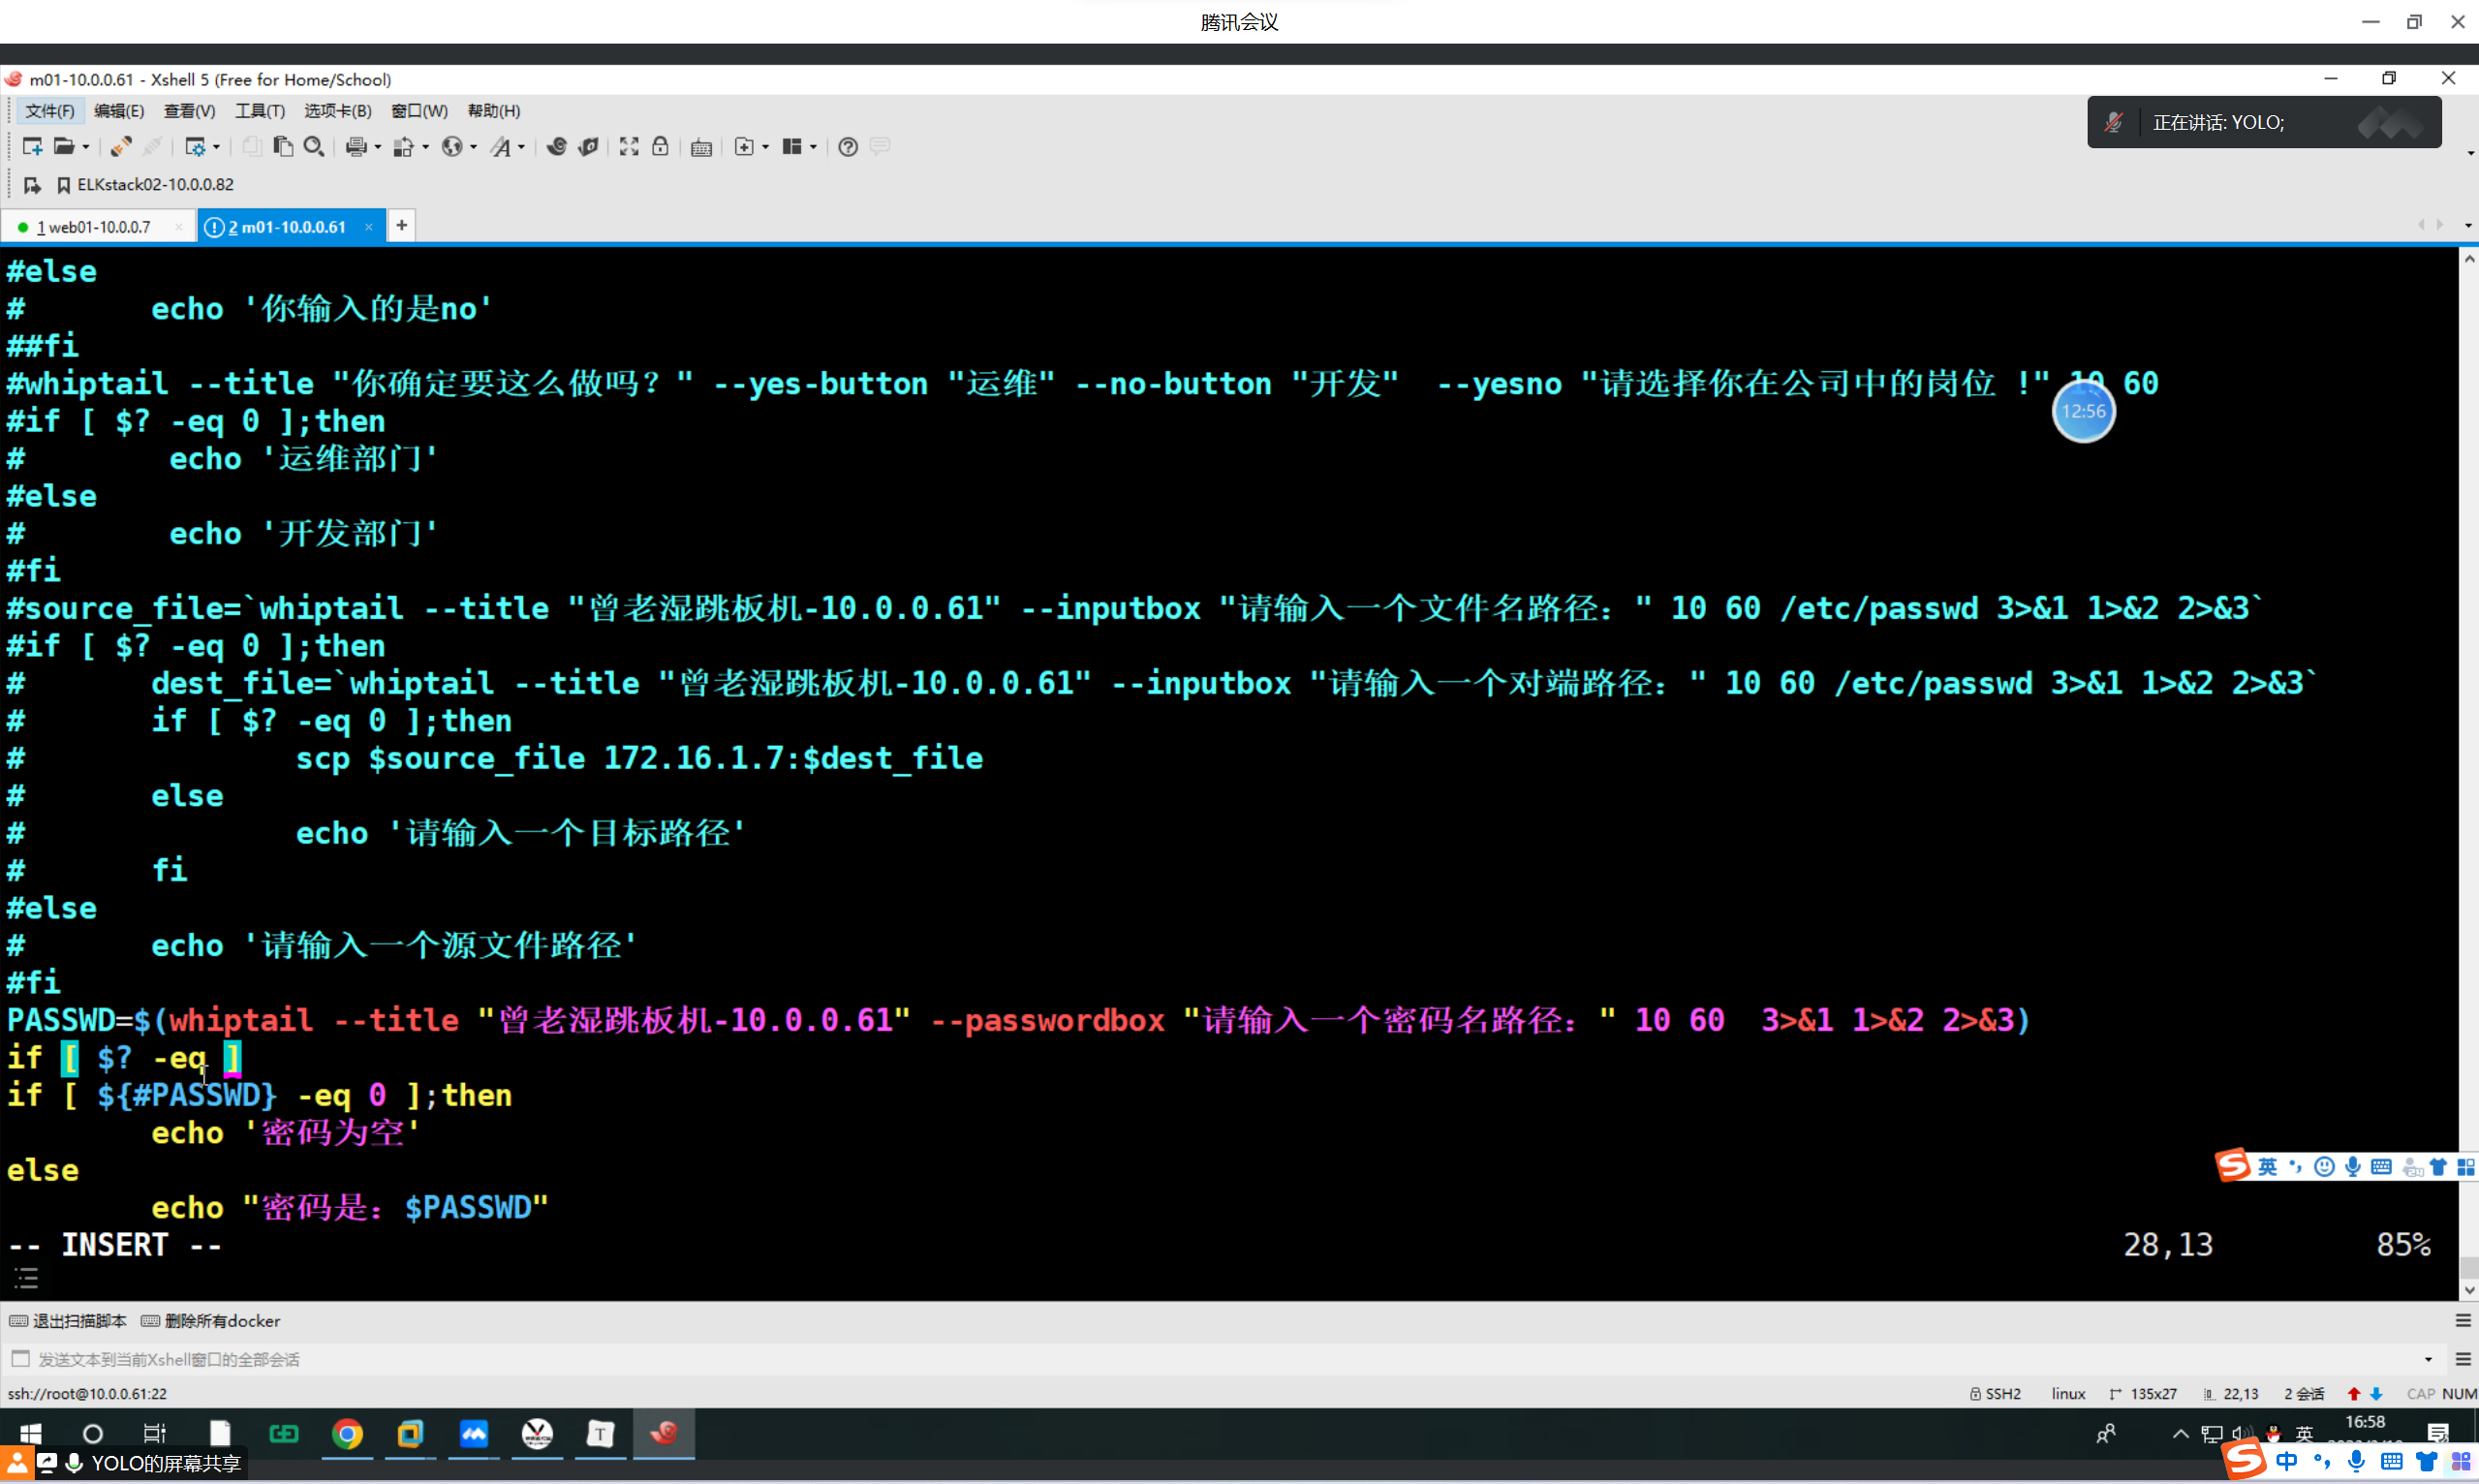 腾讯会议
m01-10.0.0.61 - Xshell 5 (Free for Home/School)
文件(F) 编辑(E) 查看(V) 工具(T) 选项卡(B) 窗口(W) 帮助(H)
正在讲话: YOLO;
ELKstack02-10.0.0.82
1 web01-10.0.0.7 × 2 m01-10.0.0.61 × +
#else
#       echo '你输入的是no'
##fi
#whiptail --title "你确定要这么做吗？" --yes-button "运维" --no-button "开发"  --yesno "请选择你在公司中的岗位 !" 10 60
12:56
#if [ $? -eq 0 ];then
#        echo '运维部门'
#else
#        echo '开发部门'
#fi
#source_file=`whiptail --title "曾老湿跳板机-10.0.0.61" --inputbox "请输入一个文件名路径：" 10 60 /etc/passwd 3>&1 1>&2 2>&3`
#if [ $? -eq 0 ];then
#       dest_file=`whiptail --title "曾老湿跳板机-10.0.0.61" --inputbox "请输入一个对端路径：" 10 60 /etc/passwd 3>&1 1>&2 2>&3`
#       if [ $? -eq 0 ];then
#               scp $source_file 172.16.1.7:$dest_file
#       else
#               echo '请输入一个目标路径'
#       fi
#else
#       echo '请输入一个源文件路径'
#fi
PASSWD=$(whiptail --title "曾老湿跳板机-10.0.0.61" --passwordbox "请输入一个密码名路径：" 10 60  3>&1 1>&2 2>&3)
if [ $? -eq ]
if [ ${#PASSWD} -eq 0 ];then
        echo '密码为空'
else
        echo "密码是：$PASSWD"
-- INSERT -- 28,13 85%
英
退出扫描脚本 删除所有docker
发送文本到当前Xshell窗口的全部会话
ssh://root@10.0.0.61:22 SSH2 linux 135x27 22,13 2 会话 CAP NUM
英 16:58
YOLO的屏幕共享
中